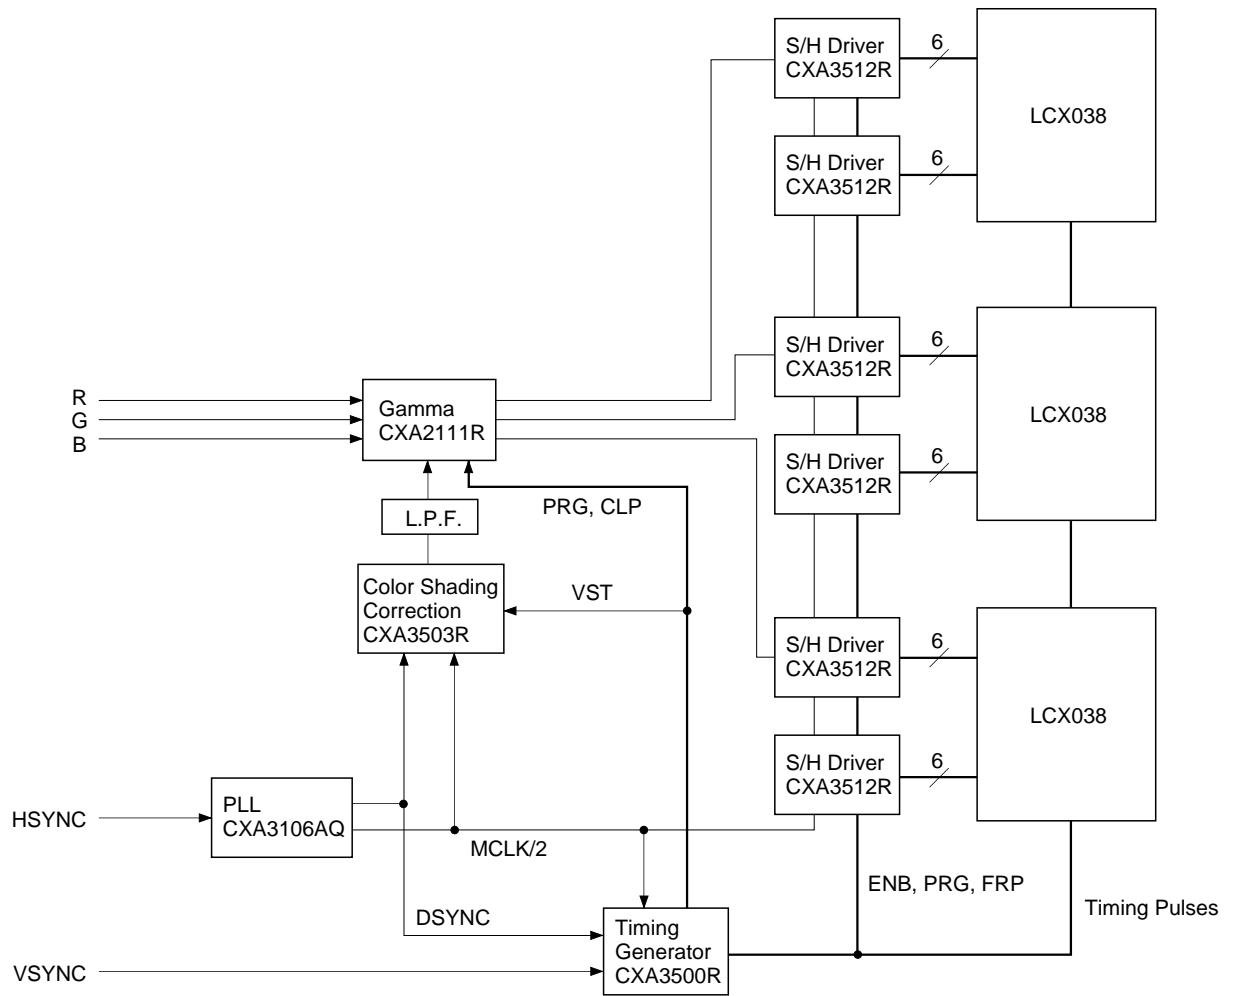 S/H Driver
CXA3512R
6
LCX038
S/H Driver
CXA3512R
6
S/H Driver
CXA3512R
6
LCX038
R
G
B
Gamma
CXA2111R
S/H Driver
CXA3512R
6
L.P.F.
PRG, CLP
Color Shading
Correction
CXA3503R
VST
S/H Driver
CXA3512R
6
LCX038
S/H Driver
CXA3512R
6
HSYNC
PLL
CXA3106AQ
MCLK/2
ENB, PRG, FRP
Timing Pulses
DSYNC
Timing
Generator
CXA3500R
VSYNC